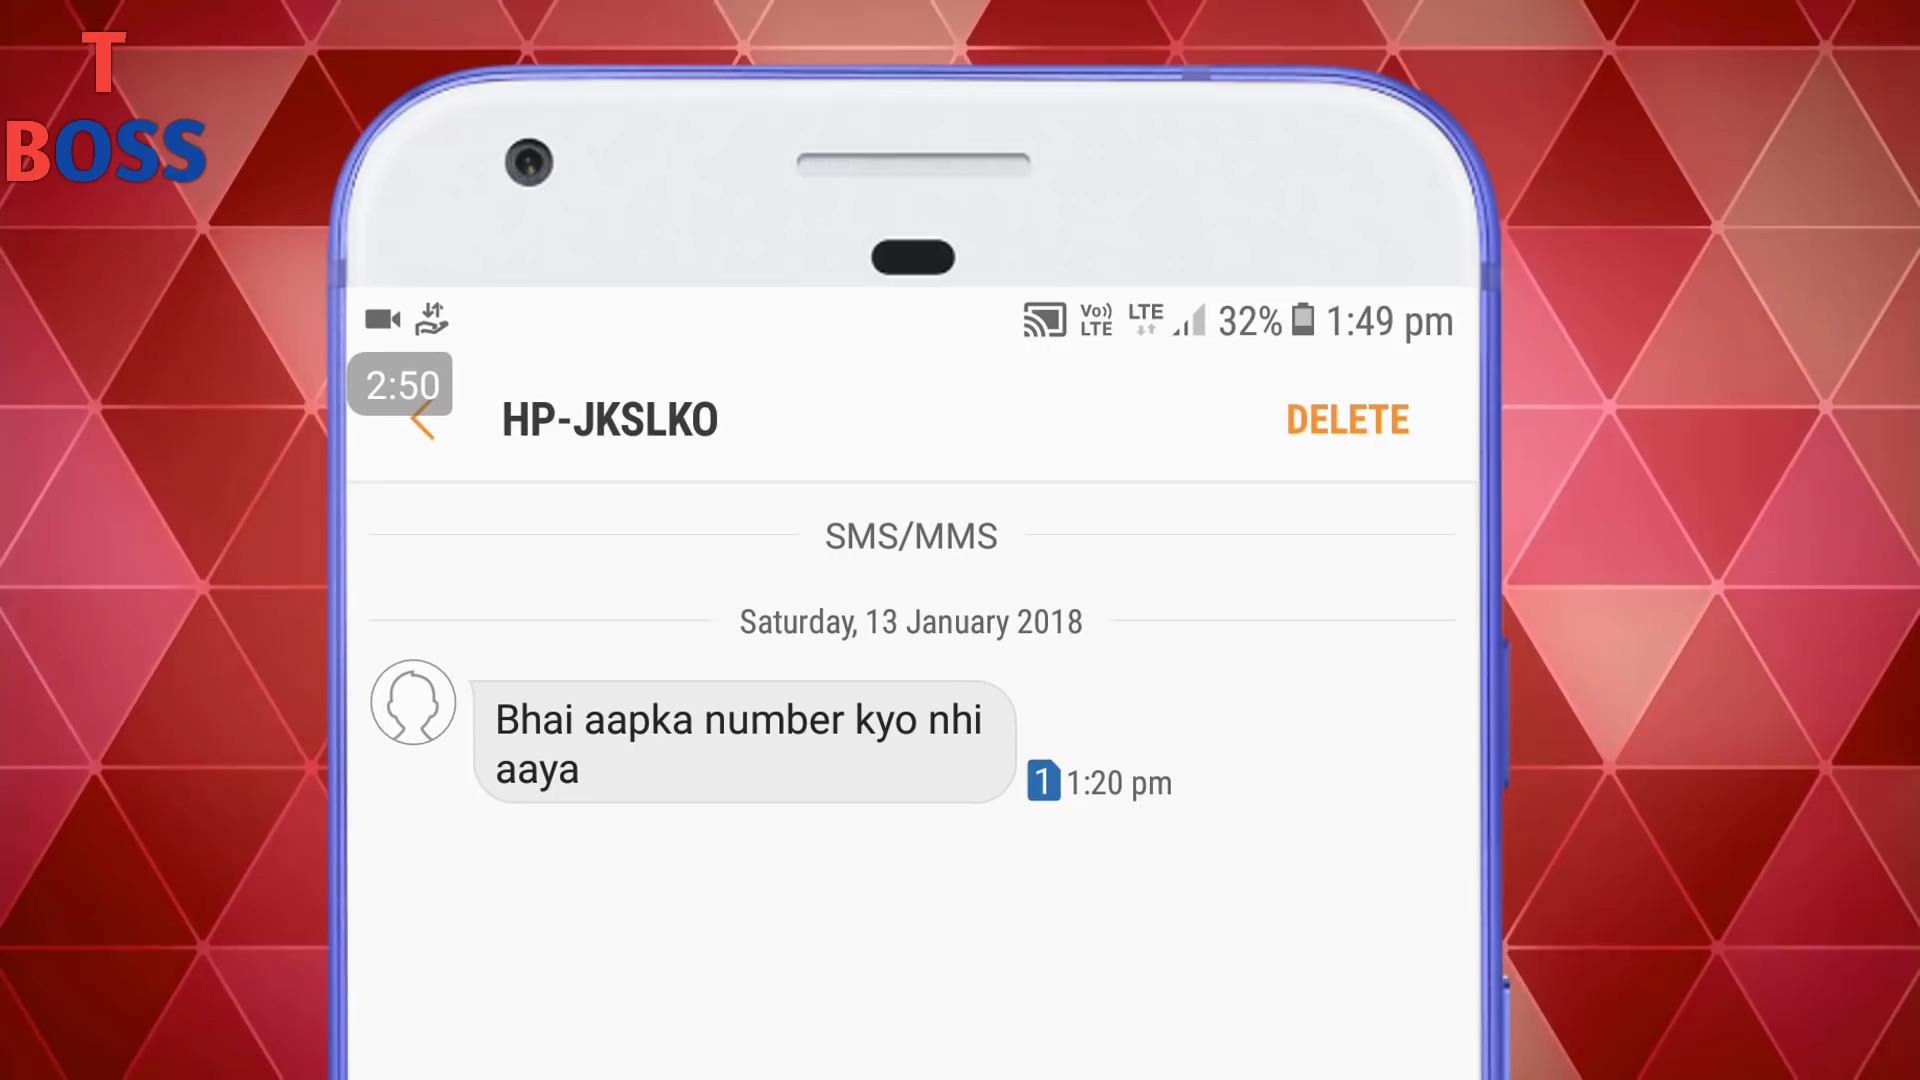 T
BOSS
Vo)) LTE LTE 32% 1:49 pm
2:50
HP-JKSLKO
DELETE
SMS/MMS
Saturday, 13 January 2018
Bhai aapka number kyo nhi
aaya
1 1:20 pm